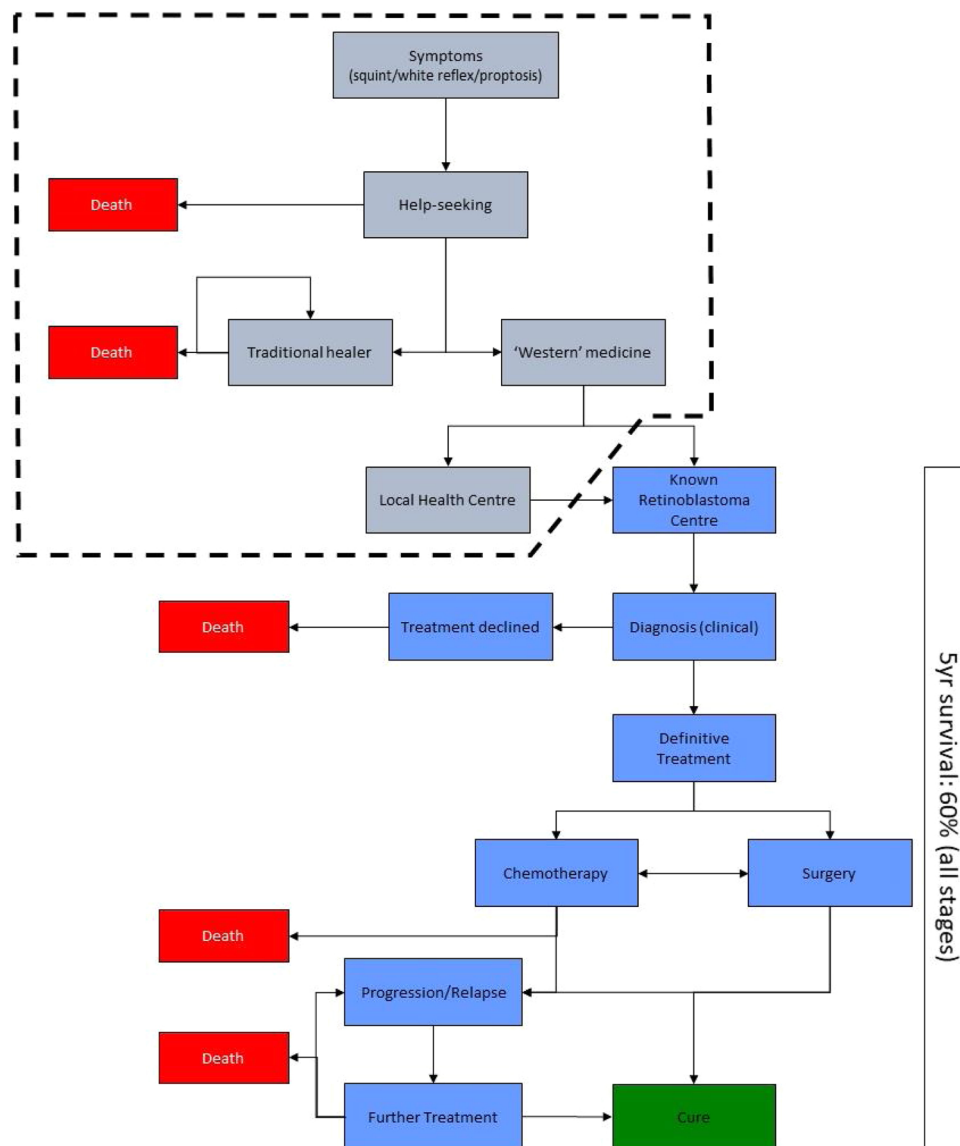 Symptoms
(squint/white reflex/proptosis)
Death
Help-seeking
Death
Traditional healer
‘Western’ medicine
Local Health Centre
Known
Retinoblastoma
Centre
Death
Treatment declined
Diagnosis (clinical)
Definitive
Treatment
Chemotherapy
Surgery
Death
Progression/Relapse
Death
Further Treatment
Cure
5yr survival: 60% (all stages)